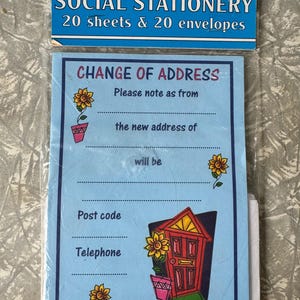 SOCIAL STATIONERY
20 sheets & 20 envelopes
CHANGE OF ADDRESS
Please note as from
the new address of
will be
Post code
Telephone